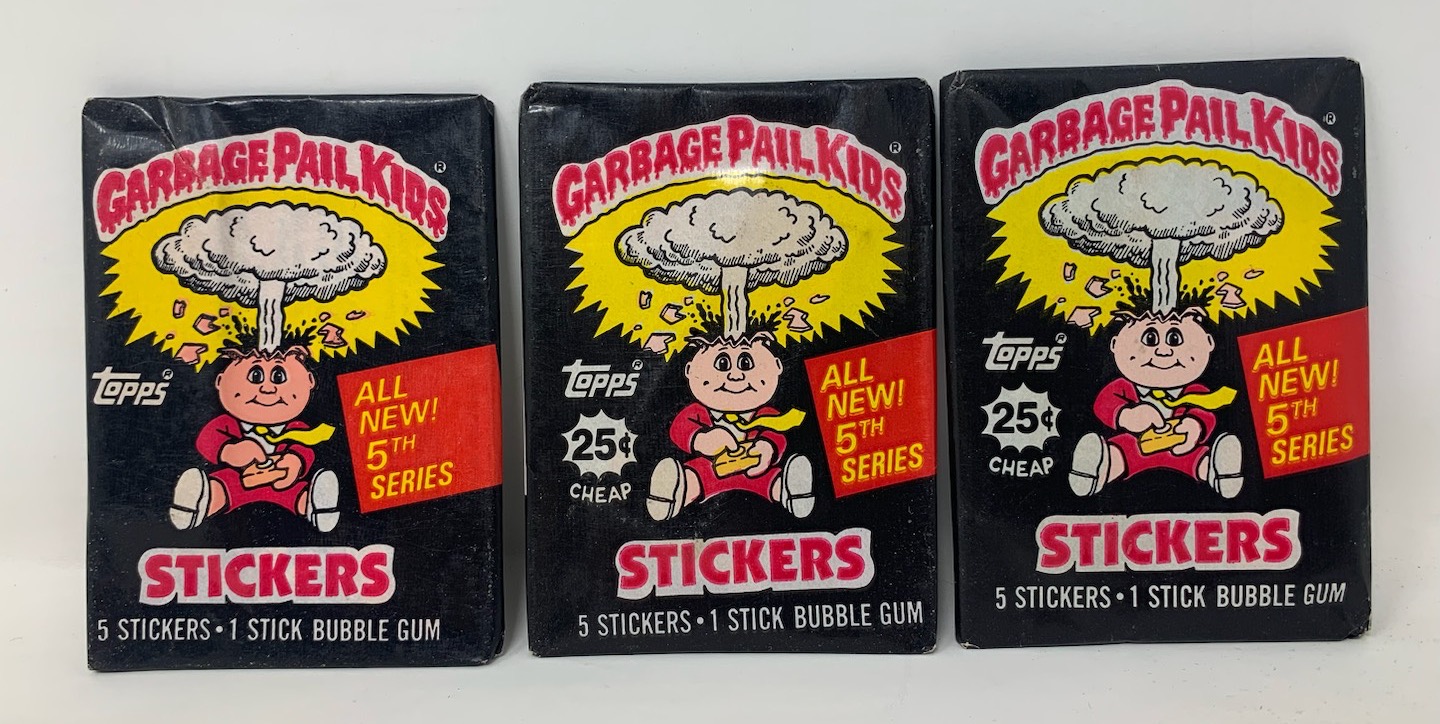 GARBAGE PAIL KIDS®
topps®
ALL
NEW!
5TH
SERIES
STICKERS
5 STICKERS • 1 STICK BUBBLE GUM
GARBAGE PAIL KIDS®
topps®
25¢
CHEAP
ALL
NEW!
5TH
SERIES
STICKERS
5 STICKERS • 1 STICK BUBBLE GUM
GARBAGE PAIL KIDS®
topps®
25¢
CHEAP
ALL
NEW!
5TH
SERIES
STICKERS
5 STICKERS • 1 STICK BUBBLE GUM